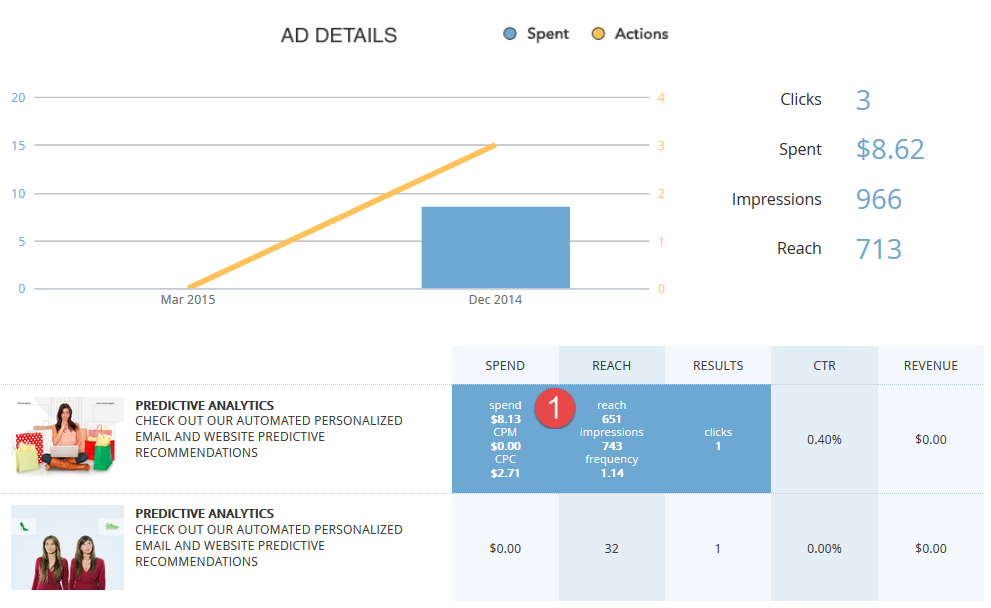 AD DETAILS
Spent
Actions
20
15
10
5
0
4
3
2
1
0
Mar 2015
Dec 2014
Clicks 3
Spent $8.62
Impressions 966
Reach 713
SPEND REACH RESULTS CTR REVENUE
PREDICTIVE ANALYTICS
CHECK OUT OUR AUTOMATED PERSONALIZED
EMAIL AND WEBSITE PREDICTIVE
RECOMMENDATIONS
spend
$8.13
CPM
$0.00
CPC
$2.71
1
reach
651
impressions
743
frequency
1.14
clicks
1
0.40%
$0.00
PREDICTIVE ANALYTICS
CHECK OUT OUR AUTOMATED PERSONALIZED
EMAIL AND WEBSITE PREDICTIVE
RECOMMENDATIONS
$0.00 32 1 0.00% $0.00